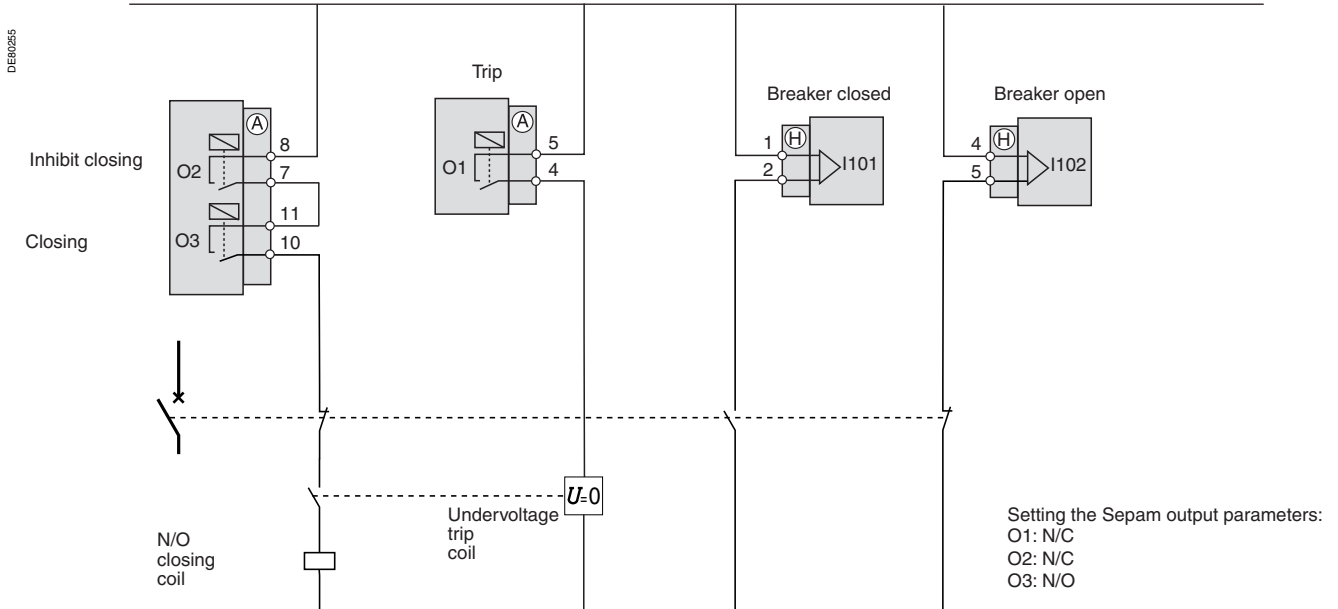 DE80255
Trip
Breaker closed
Breaker open
Inhibit closing
Closing
O2
O3
A
8
7
11
10
O1
A
5
4
1
2
H
I101
4
5
H
I102
U=0
Undervoltage
trip
coil
N/O
closing
coil
Setting the Sepam output parameters:
O1: N/C
O2: N/C
O3: N/O